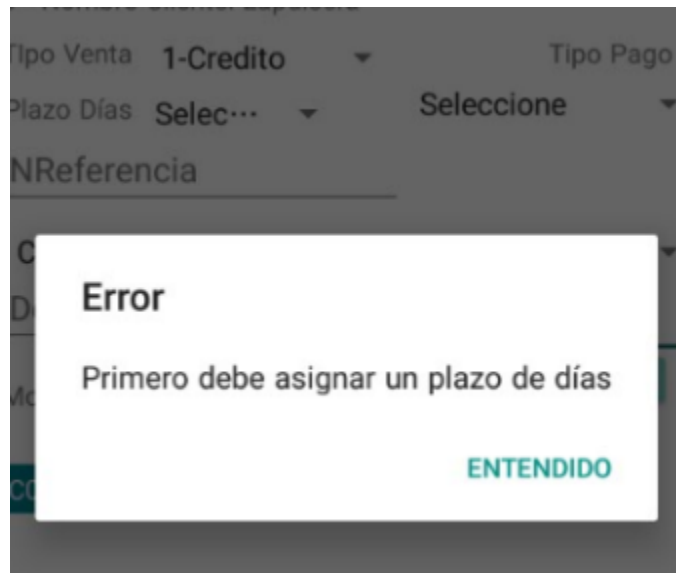 Tipo Venta 1-Credito Tipo Pago
Plazo Días Selec··· Seleccione
NReferencia
Error
Primero debe asignar un plazo de días
ENTENDIDO